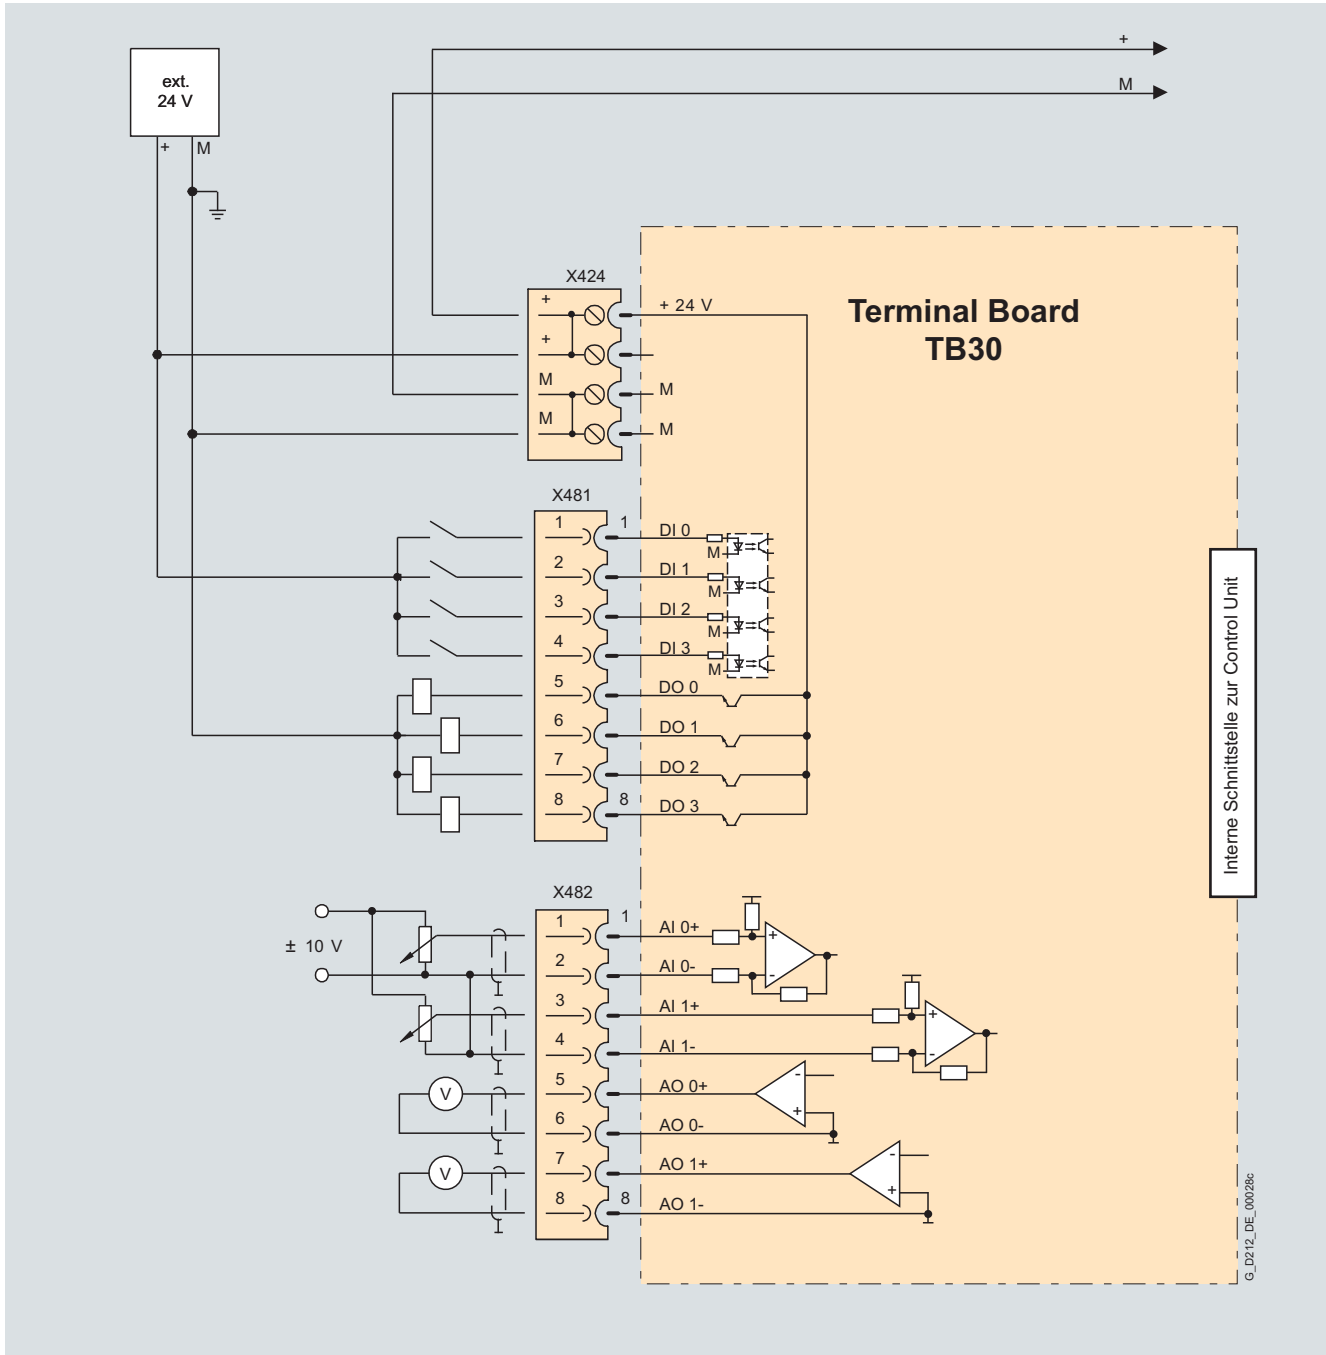 +
M
ext.
24 V
+ M
X424
+ + 24 V
+
M M
M M
Terminal Board
TB30
X481
1 1 DI 0
M
2 DI 1
M
3 DI 2
M
4 DI 3
M
5 DO 0
6 DO 1
7 DO 2
8 8 DO 3
Interne Schnittstelle zur Control Unit
X482
± 10 V
1 1 AI 0+ +
2 AI 0- -
3 AI 1+ +
4 AI 1- -
V 5 AO 0+ -
6 AO 0- +
V 7 AO 1+ -
8 8 AO 1- +
G_D212_DE_00028c